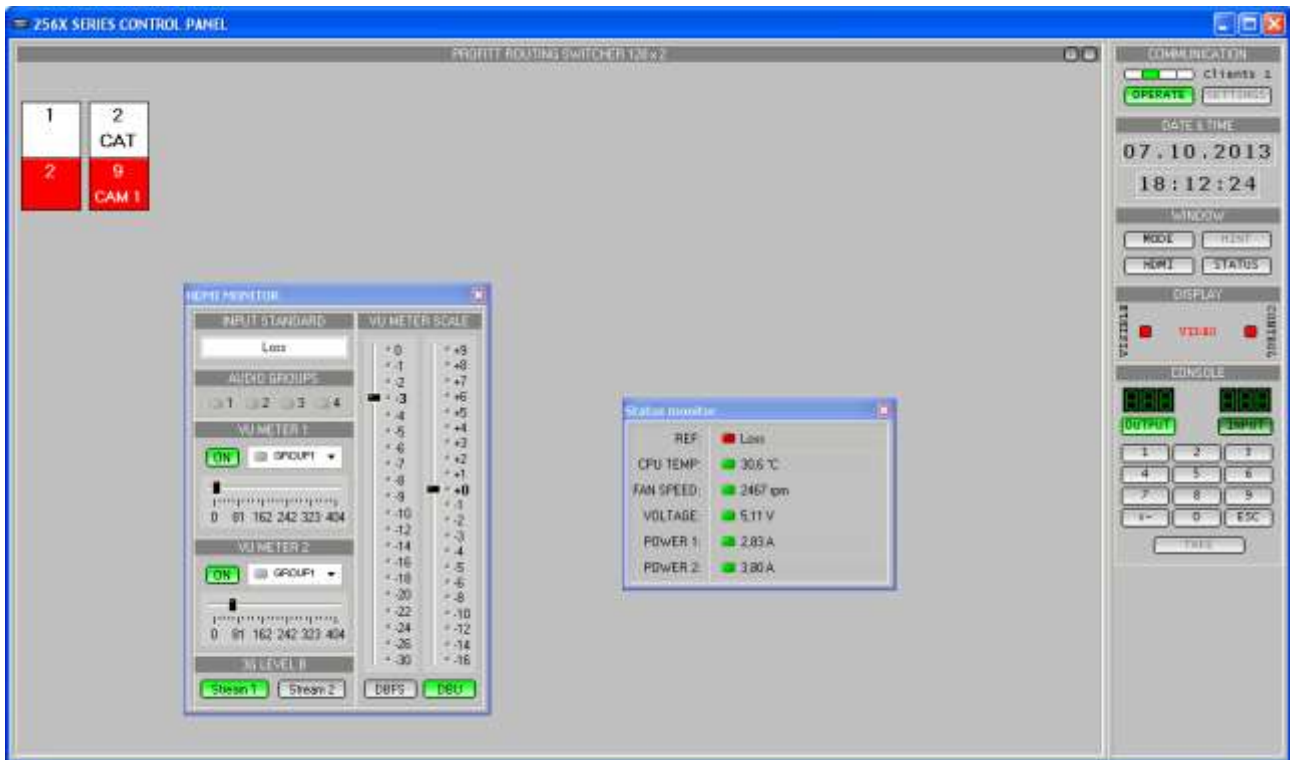 256X SERIES CONTROL PANEL
PROFITT ROUTING SWITCHER 128 x 2
1
2
CAT
2
9
CAM 1
HDMI MONITOR
INPUT STANDARD
Loss
AUDIO GROUPS
1 2 3 4
VU METER 1
ON GROUP1
0 81 162 242 323 404
VU METER 2
ON GROUP1
0 81 162 242 323 404
3G LEVEL B
Stream 1 Stream 2
VU METER SCALE
0 +9
-1 +8
-2 +7
-3 +6
-4 +5
-5 +4
-6 +3
-7 +2
-8 +1
-9 +0
-10 -1
-12 -2
-14 -3
-16 -4
-18 -5
-20 -6
-22 -8
-24 -10
-26 -12
-30 -14
-16
DBFS DBU
Status monitor
REF: Loss
CPU TEMP: 30,6 °C
FAN SPEED: 2467 rpm
VOLTAGE: 5,11 V
POWER 1: 2,83 A
POWER 2: 3,80 A
COMMUNICATION
Clients 1
OPERATE SETTINGS
DATE & TIME
07.10.2013
18:12:24
WINDOW
MODE HINT
HDMI STATUS
DISPLAY
VISIBLE VIDEO CONTROL
CONSOLE
OUTPUT INPUT
1 2 3
4 5 6
7 8 9
0 ESC
TAKE